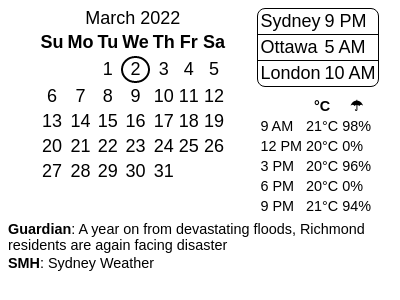 March 2022
Su Mo Tu We Th Fr Sa
1 2 3 4 5
6 7 8 9 10 11 12
13 14 15 16 17 18 19
20 21 22 23 24 25 26
27 28 29 30 31
Sydney 9 PM
Ottawa 5 AM
London 10 AM
°C ☂
9 AM 21°C 98%
12 PM 20°C 0%
3 PM 20°C 96%
6 PM 20°C 0%
9 PM 21°C 94%
Guardian: A year on from devastating floods, Richmond
residents are again facing disaster
SMH: Sydney Weather